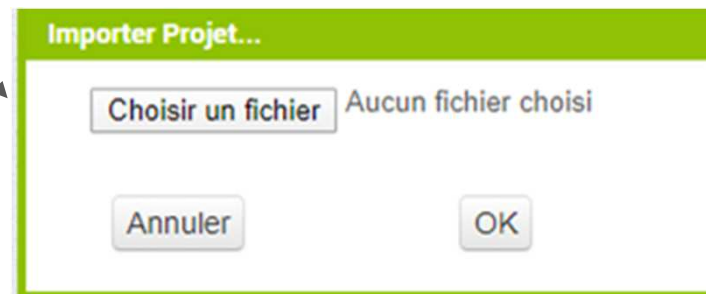 Importer Projet...
Choisir un fichier Aucun fichier choisi
Annuler OK